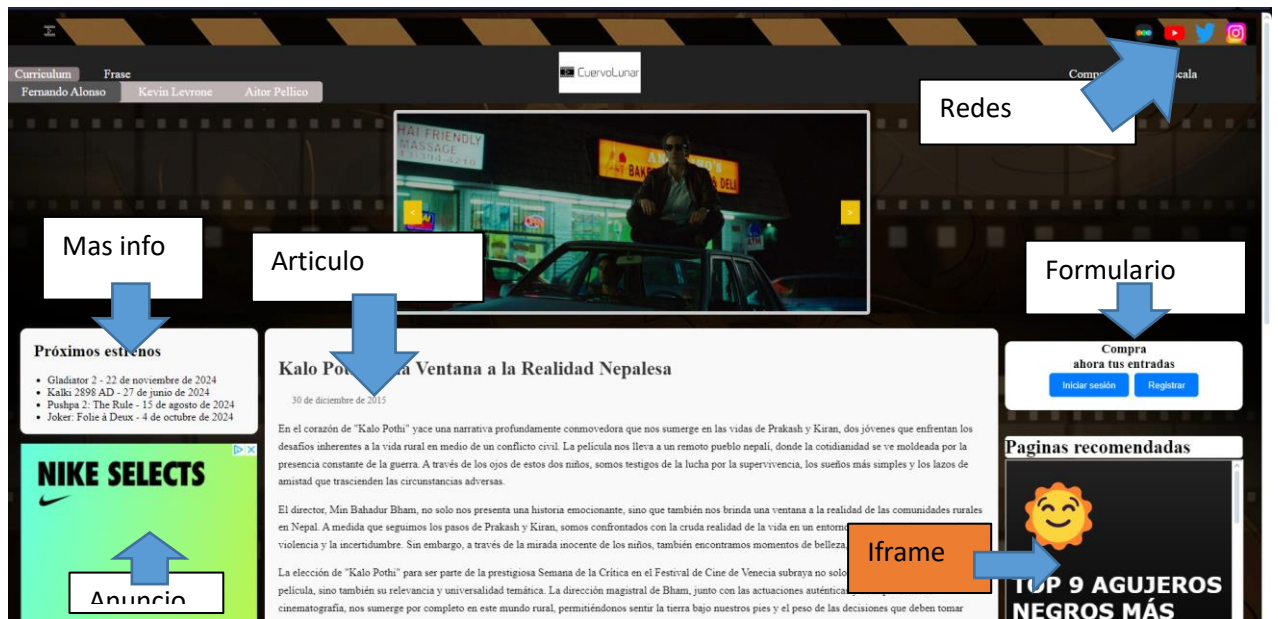 Curriculum Frase
Fernando Alonso Kevin Levrone Aitor Pellico
CuervoLunar
Redes
HAI FRIENDLY
MASSAGE
DELI
ATM
<
>
Mas info
Articulo
Formulario
Próximos estrenos
Gladiator 2 - 22 de noviembre de 2024
Kalki 2898 AD - 27 de junio de 2024
Pushpa 2: The Rule - 15 de agosto de 2024
Joker: Folie à Deux - 4 de octubre de 2024
NIKE SELECTS
Anuncio
Kalo Ventana a la Realidad Nepalesa
30 de diciembre de 2015
En el corazón de "Kalo Pothi" yace una narrativa profundamente conmovedora que nos sumerge en las vidas de Prakash y Kiran, dos jóvenes que enfrentan los
desafíos inherentes a la vida rural en medio de un conflicto civil. La película nos lleva a un remoto pueblo nepalí, donde la cotidianidad se ve moldeada por la
presencia constante de la guerra. A través de los ojos de estos dos niños, somos testigos de la lucha por la supervivencia, los sueños más simples y los lazos de
amistad que trascienden las circunstancias adversas.
El director, Min Bahadur Bham, no solo nos presenta una historia emocionante, sino que también nos brinda una ventana a la realidad de las comunidades rurales
en Nepal. A medida que seguimos los pasos de Prakash y Kiran, somos confrontados con la cruda realidad de la vida en un
violencia y la incertidumbre. Sin embargo, a través de la mirada inocente de los niños, también encontramos momentos de belleza,
La elección de "Kalo Pothi" para ser parte de la prestigiosa Semana de la Crítica en el Festival de Cine de Venecia subraya no
película, sino también su relevancia y universalidad temática. La dirección magistral de Bham, junto con las actuaciones
cinematografía, nos sumerge por completo en este mundo rural, permitiéndonos sentir la tierra bajo nuestros pies y el peso de las decisiones que deben tomar
Compra
ahora tus entradas
Iniciar sesión Registrar
Paginas recomendadas
Iframe
TOP 9 AGUJEROS
NEGROS MÁS